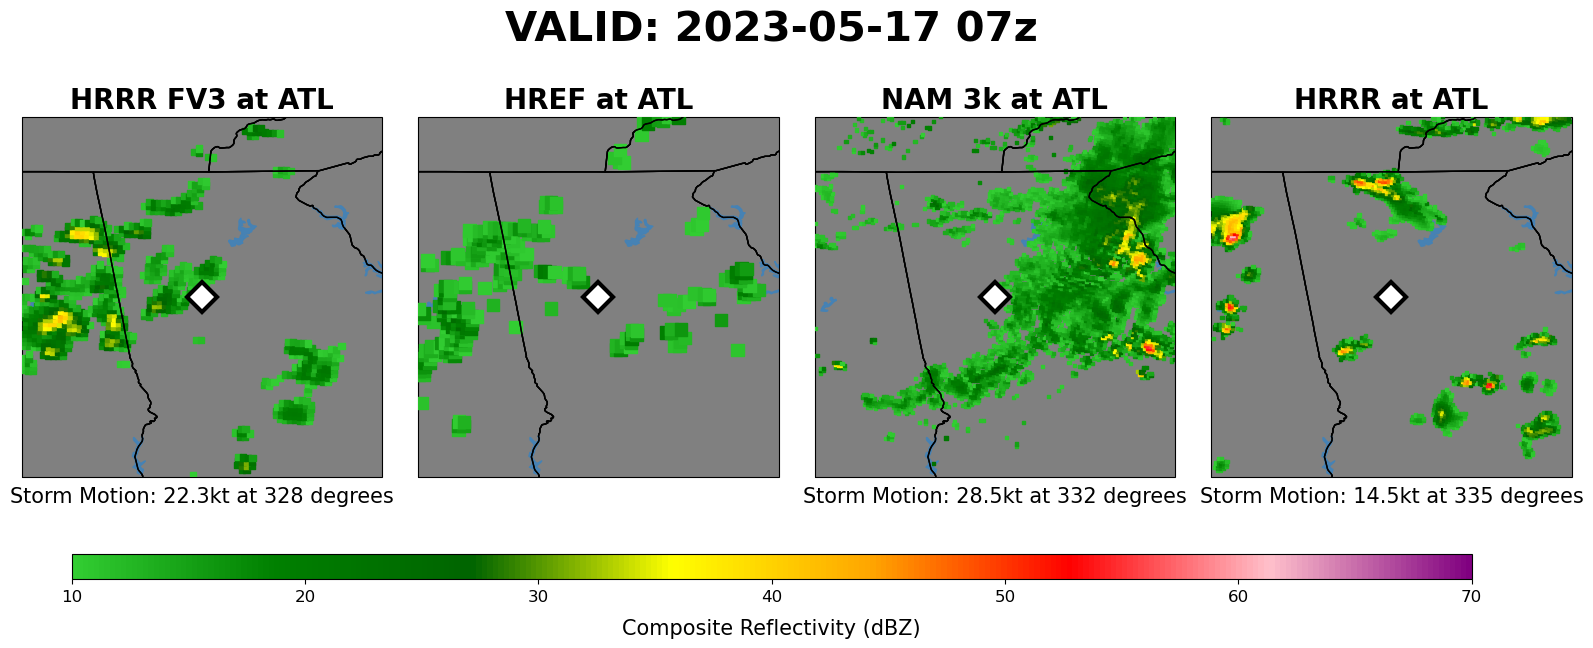 VALID: 2023-05-17 07z
HRRR FV3 at ATL
HREF at ATL
NAM 3k at ATL
HRRR at ATL
Storm Motion: 22.3kt at 328 degrees
Storm Motion: 28.5kt at 332 degrees
Storm Motion: 14.5kt at 335 degrees
10 20 30 40 50 60 70
Composite Reflectivity (dBZ)